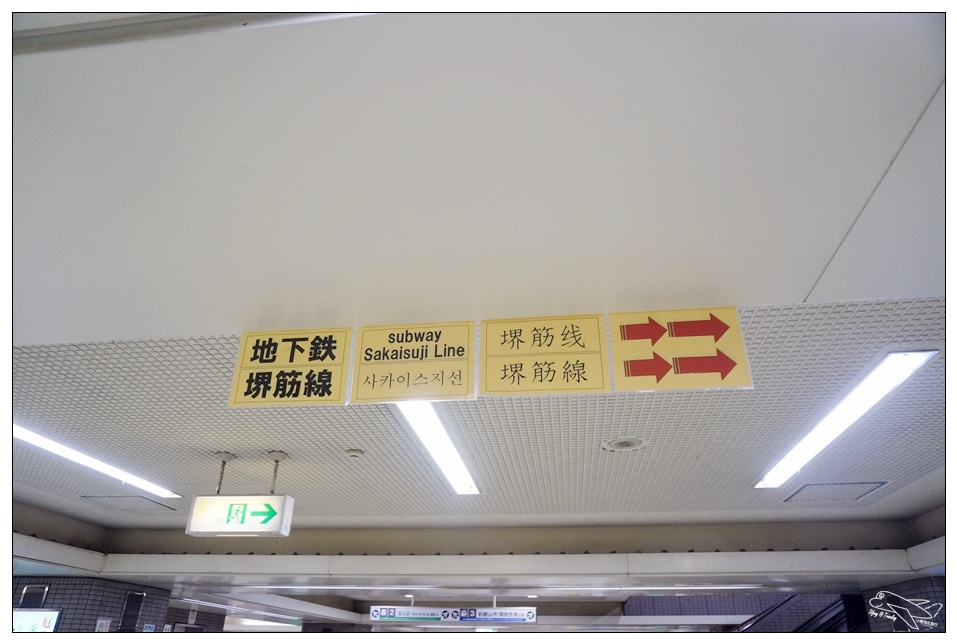 地下鉄
堺筋線
subway
Sakaisuji Line
사카이스지선
堺筋线
堺筋線